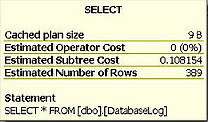 SELECT
Cached plan size 9 B
Estimated Operator Cost 0 (0%)
Estimated Subtree Cost 0.108154
Estimated Number of Rows 389
Statement
SELECT * FROM [dbo].[DatabaseLog]